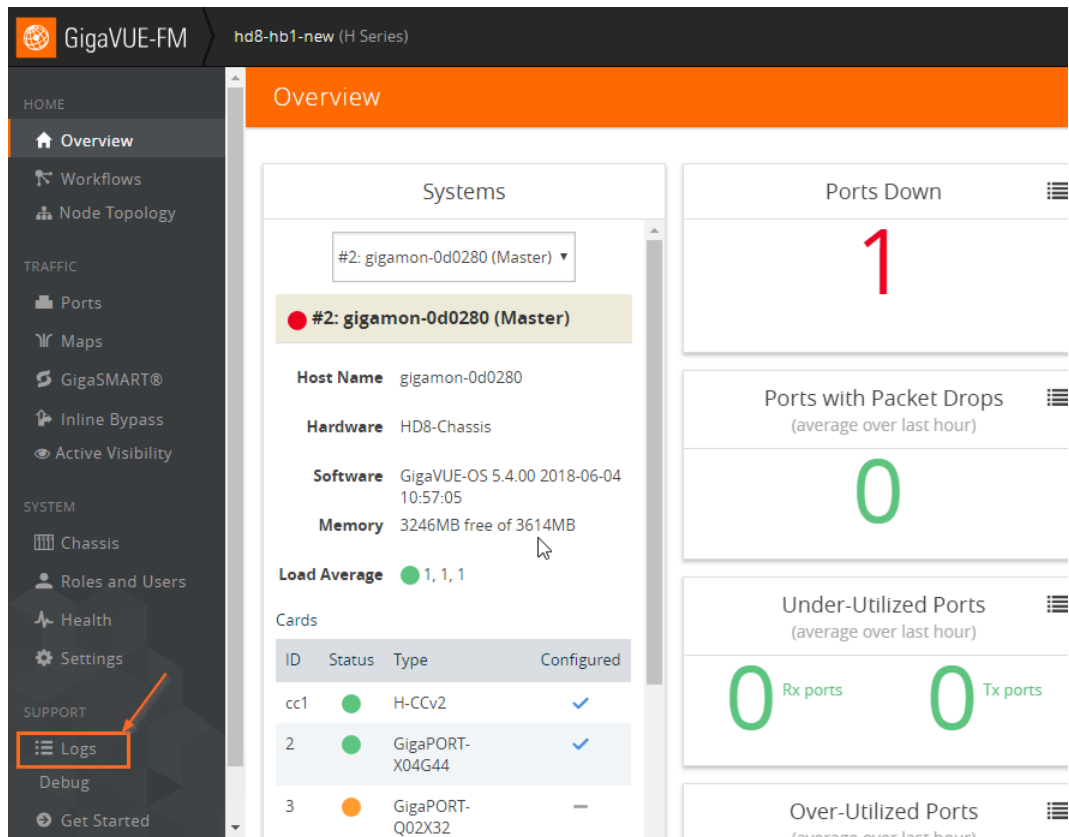 GigaVUE-FM
hd8-hb1-new (H Series)
HOME
Overview
Workflows
Node Topology
TRAFFIC
Ports
Maps
GigaSMART®
Inline Bypass
Active Visibility
SYSTEM
Chassis
Roles and Users
Health
Settings
SUPPORT
Logs
Debug
Get Started
Overview
Systems
#2: gigamon-0d0280 (Master)
#2: gigamon-0d0280 (Master)
Host Name gigamon-0d0280
Hardware HD8-Chassis
Software GigaVUE-OS 5.4.00 2018-06-04
10:57:05
Memory 3246MB free of 3614MB
Load Average 1, 1, 1
Cards
ID Status Type Configured
cc1 H-CCv2
2 GigaPORT-
X04G44
3 GigaPORT-
Q02X32
Ports Down
1
Ports with Packet Drops
(average over last hour)
0
Under-Utilized Ports
(average over last hour)
0 Rx ports 0 Tx ports
Over-Utilized Ports
(average over last hour)